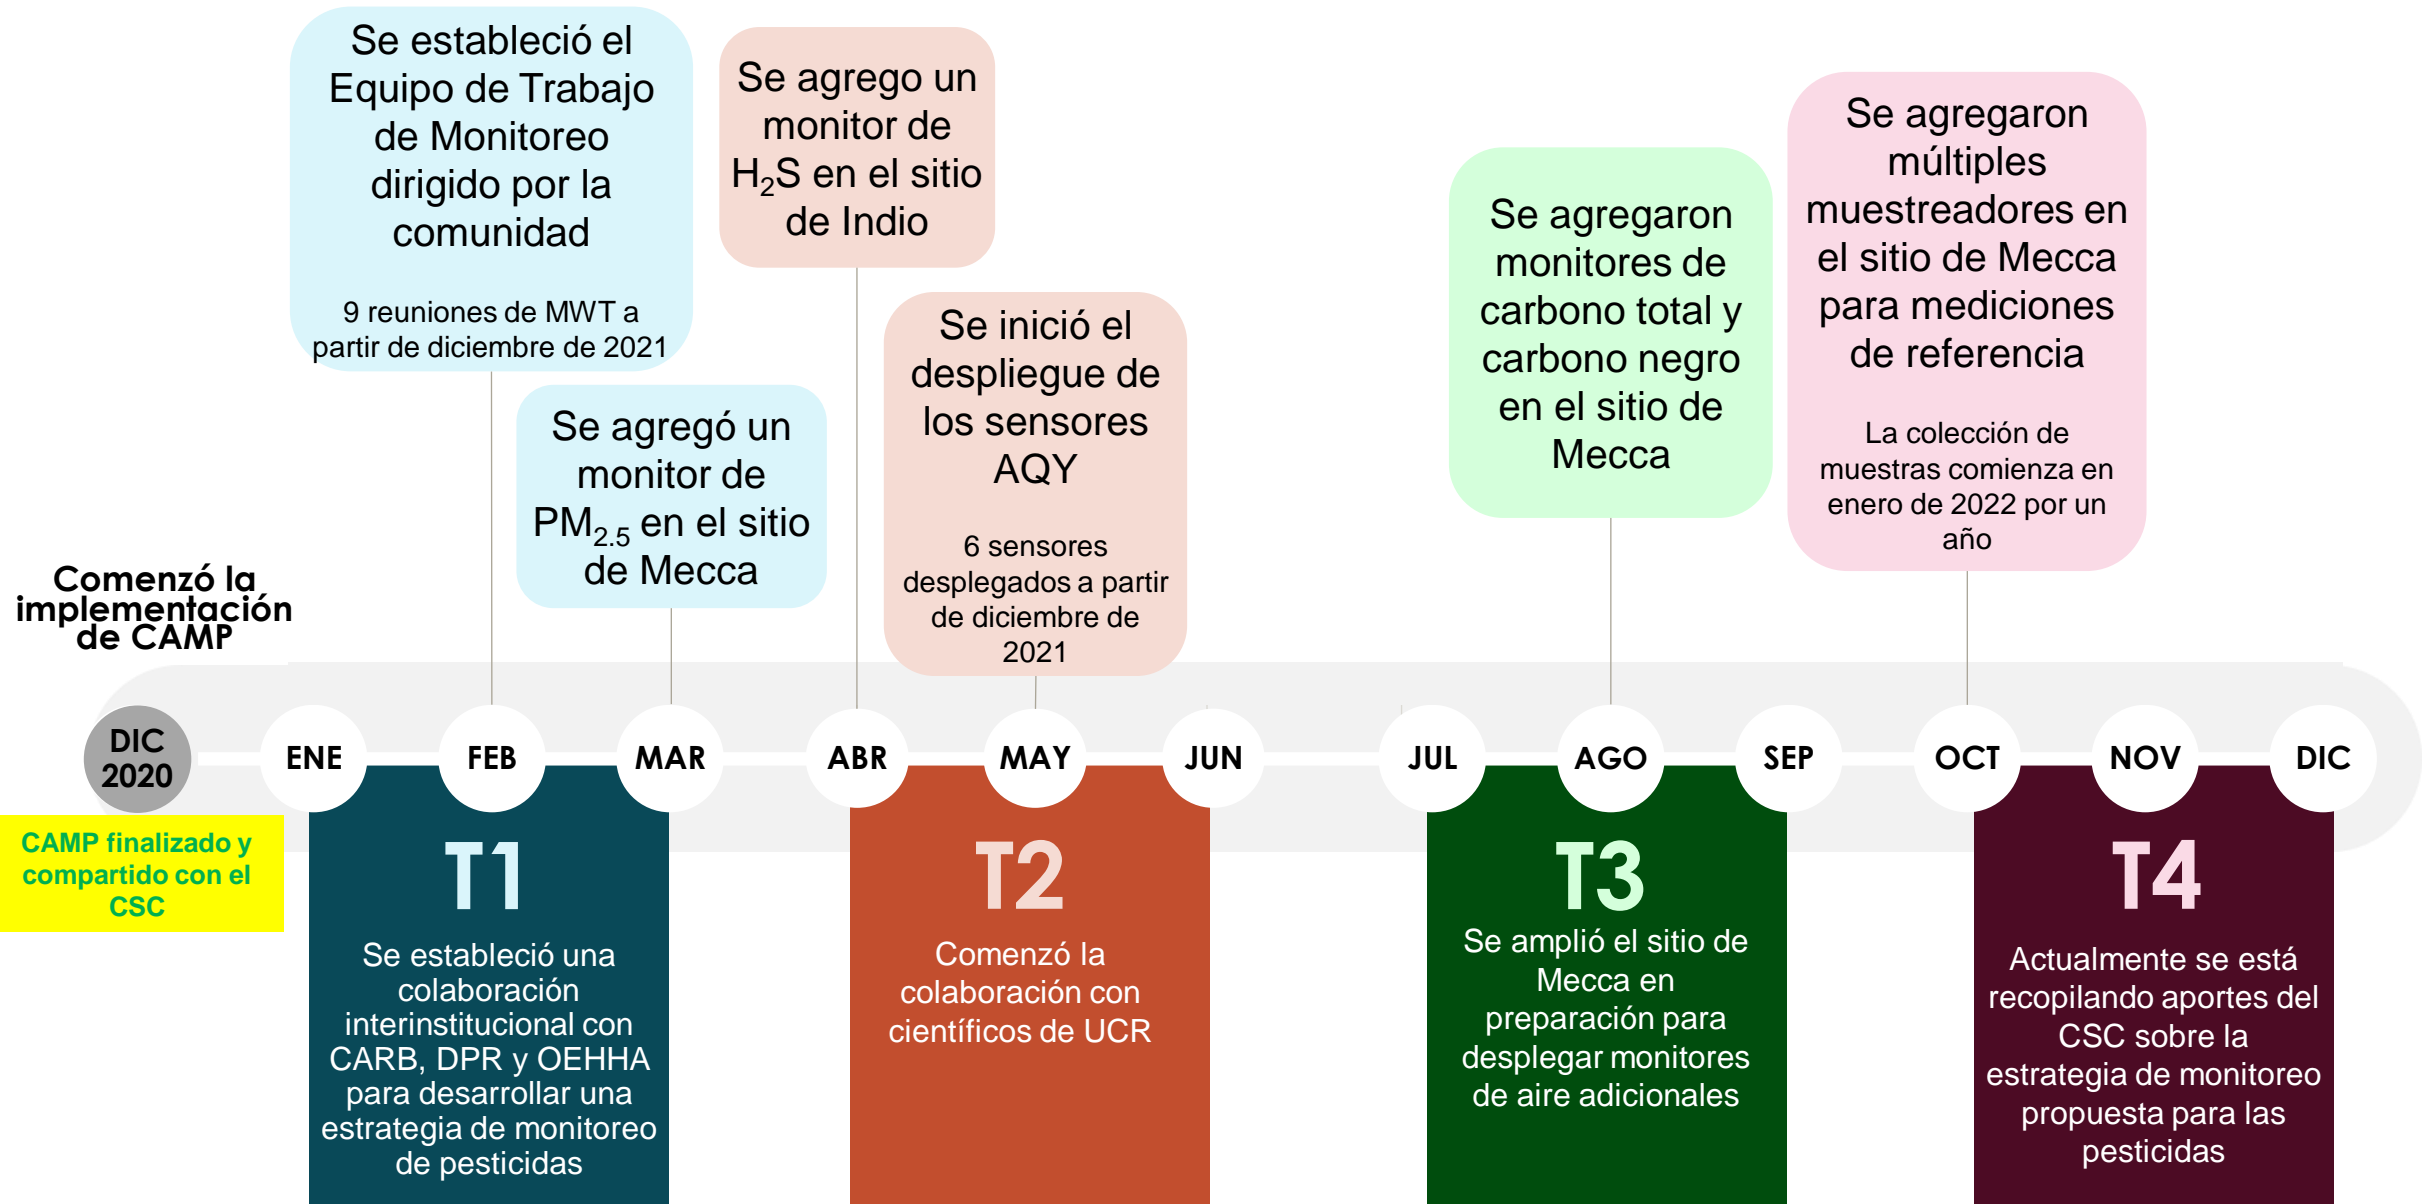 Se estableció el
Equipo de Trabajo
de Monitoreo
dirigido por la
comunidad
9 reuniones de MWT a
partir de diciembre de 2021
Se agregó un
monitor de
PM2.5 en el sitio
de Mecca
Se agrego un
monitor de
H2S en el sitio
de Indio
Se inició el
despliegue de
los sensores
AQY
6 sensores
desplegados a partir
de diciembre de
2021
Se agregaron
monitores de
carbono total y
carbono negro
en el sitio de
Mecca
Se agregaron
múltiples
muestreadores en
el sitio de Mecca
para mediciones
de referencia
La colección de
muestras comienza en
enero de 2022 por un
año
Comenzó la
implementación
de CAMP
DIC
2020
ENE
FEB
MAR
ABR
MAY
JUN
JUL
AGO
SEP
OCT
NOV
DIC
CAMP finalizado y
compartido con el
CSC
T1
Se estableció una
colaboración
interinstitucional con
CARB, DPR y OEHHA
para desarrollar una
estrategia de monitoreo
de pesticidas
T2
Comenzó la
colaboración con
científicos de UCR
T3
Se amplió el sitio de
Mecca en
preparación para
desplegar monitores
de aire adicionales
T4
Actualmente se está
recopilando aportes del
CSC sobre la
estrategia de monitoreo
propuesta para las
pesticidas